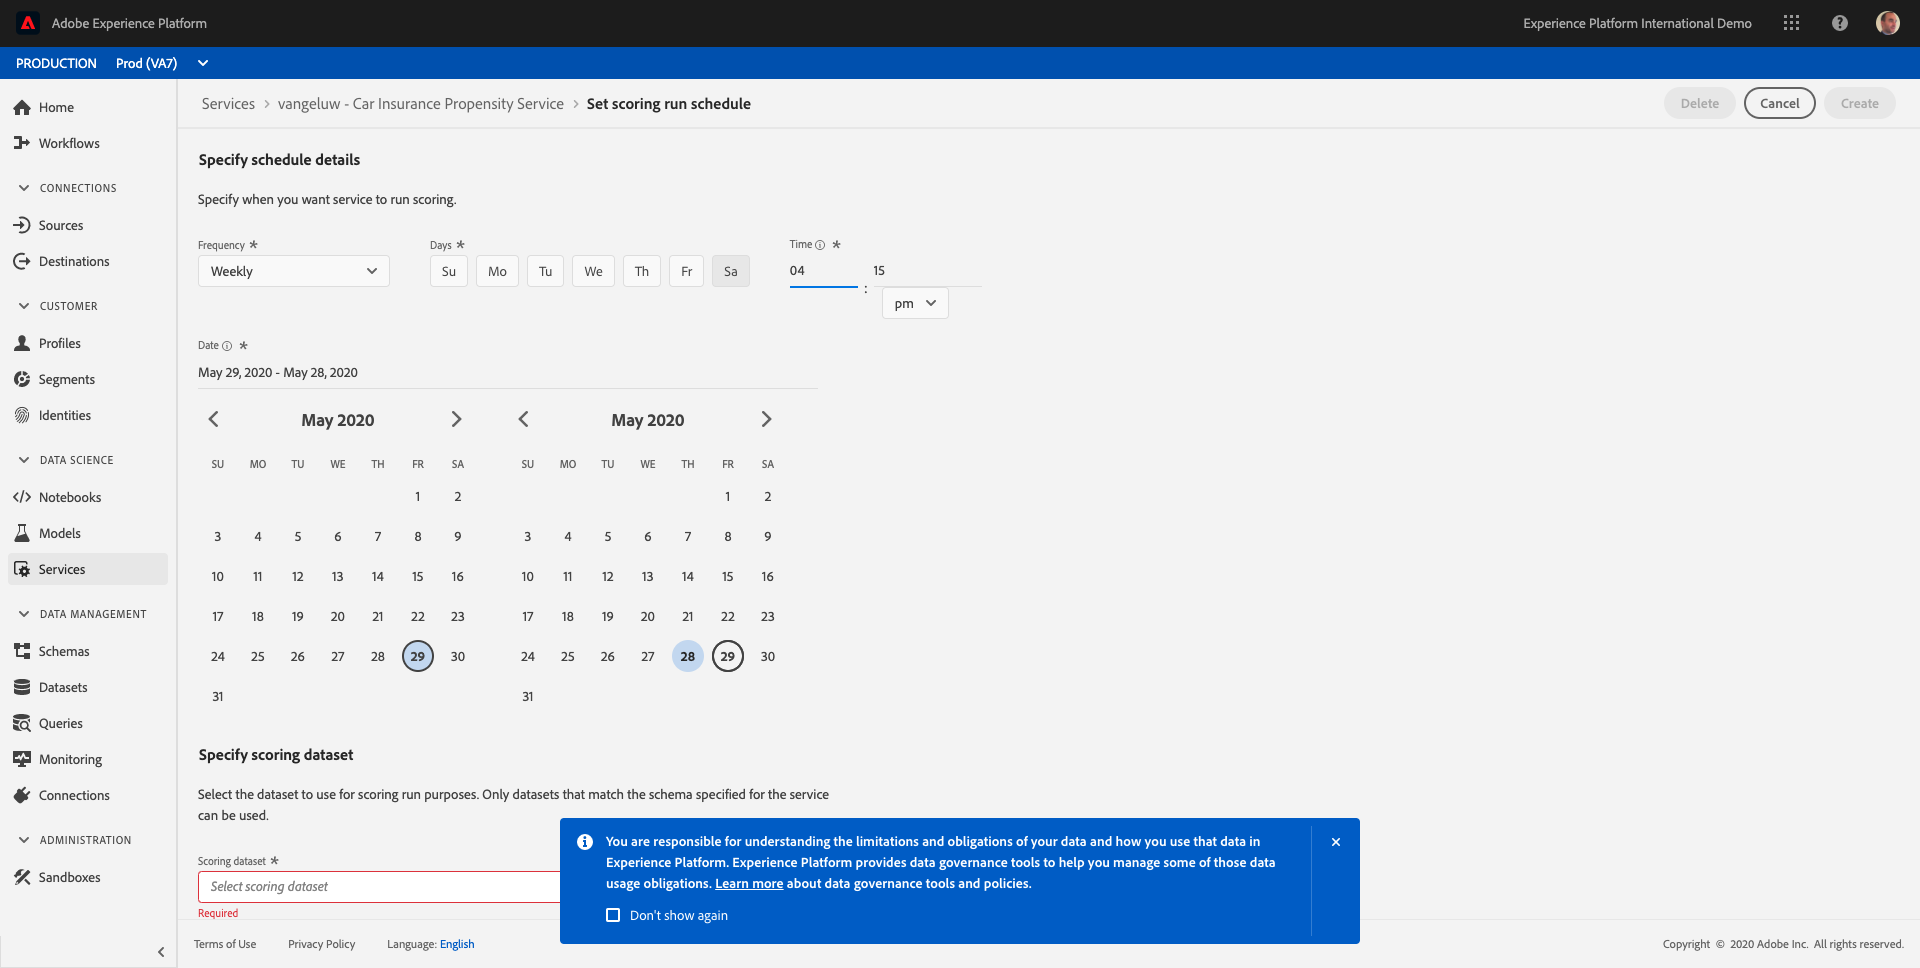 Adobe Experience Platform
Experience Platform International Demo
PRODUCTION Prod (VA7)
Home
Workflows
CONNECTIONS
Sources
Destinations
CUSTOMER
Profiles
Segments
Identities
DATA SCIENCE
Notebooks
Models
Services
DATA MANAGEMENT
Schemas
Datasets
Queries
Monitoring
Connections
ADMINISTRATION
Sandboxes
Services > vangeluw - Car Insurance Propensity Service > Set scoring run schedule
Delete Cancel Create
Specify schedule details
Specify when you want service to run scoring.
Frequency *
Weekly
Days *
Su Mo Tu We Th Fr Sa
Time *
04 : 15
pm
Date *
May 29, 2020 - May 28, 2020
May 2020
SU MO TU WE TH FR SA
1 2
3 4 5 6 7 8 9
10 11 12 13 14 15 16
17 18 19 20 21 22 23
24 25 26 27 28 29 30
31
May 2020
SU MO TU WE TH FR SA
1 2
3 4 5 6 7 8 9
10 11 12 13 14 15 16
17 18 19 20 21 22 23
24 25 26 27 28 29 30
31
Specify scoring dataset
Select the dataset to use for scoring run purposes. Only datasets that match the schema specified for the service
can be used.
Scoring dataset *
Select scoring dataset
Required
You are responsible for understanding the limitations and obligations of your data and how you use that data in
Experience Platform. Experience Platform provides data governance tools to help you manage some of those data
usage obligations. Learn more about data governance tools and policies.
Don't show again
Terms of Use Privacy Policy Language: English
Copyright © 2020 Adobe Inc. All rights reserved.